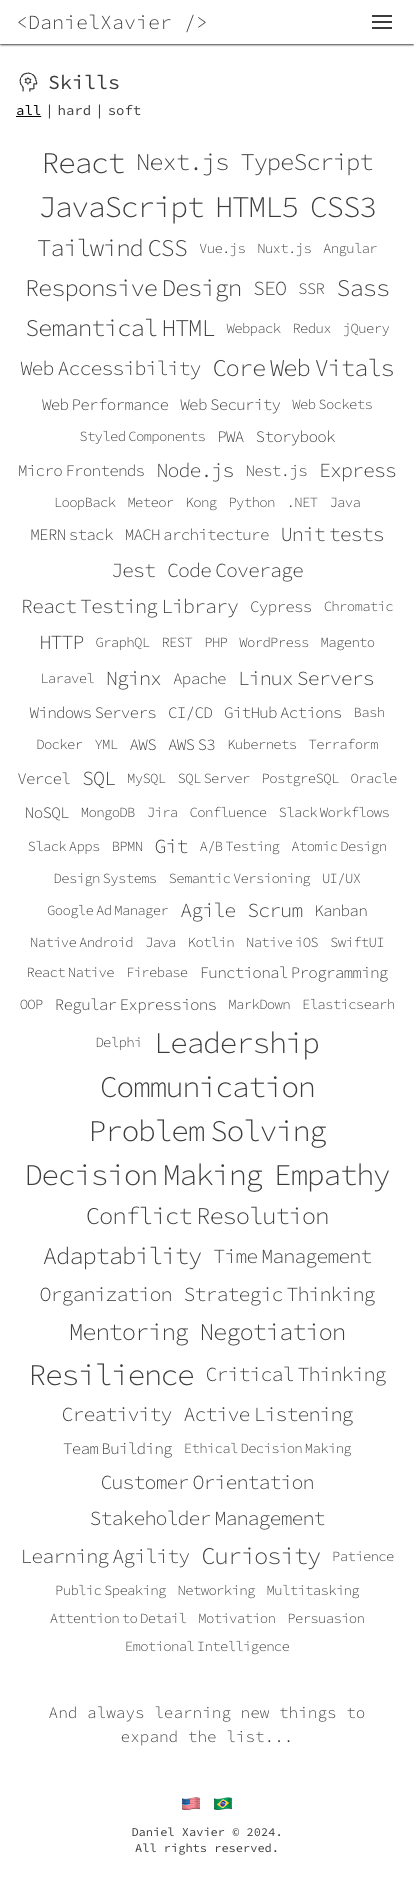 <DanielXavier />
Skills
all | hard | soft
React Next.js TypeScript
JavaScript HTML5 CSS3
Tailwind CSS Vue.js Nuxt.js Angular
Responsive Design SEO SSR Sass
Semantical HTML Webpack Redux jQuery
Web Accessibility Core Web Vitals
Web Performance Web Security Web Sockets
Styled Components PWA Storybook
Micro Frontends Node.js Nest.js Express
LoopBack Meteor Kong Python .NET Java
MERN stack MACH architecture Unit tests
Jest Code Coverage
React Testing Library Cypress Chromatic
HTTP GraphQL REST PHP WordPress Magento
Laravel Nginx Apache Linux Servers
Windows Servers CI/CD GitHub Actions Bash
Docker YML AWS AWS S3 Kubernets Terraform
Vercel SQL MySQL SQL Server PostgreSQL Oracle
NoSQL MongoDB Jira Confluence Slack Workflows
Slack Apps BPMN Git A/B Testing Atomic Design
Design Systems Semantic Versioning UI/UX
Google Ad Manager Agile Scrum Kanban
Native Android Java Kotlin Native iOS SwiftUI
React Native Firebase Functional Programming
OOP Regular Expressions MarkDown Elasticsearh
Delphi Leadership
Communication
Problem Solving
Decision Making Empathy
Conflict Resolution
Adaptability Time Management
Organization Strategic Thinking
Mentoring Negotiation
Resilience Critical Thinking
Creativity Active Listening
Team Building Ethical Decision Making
Customer Orientation
Stakeholder Management
Learning Agility Curiosity Patience
Public Speaking Networking Multitasking
Attention to Detail Motivation Persuasion
Emotional Intelligence
And always learning new things to
expand the list...
Daniel Xavier © 2024.
All rights reserved.